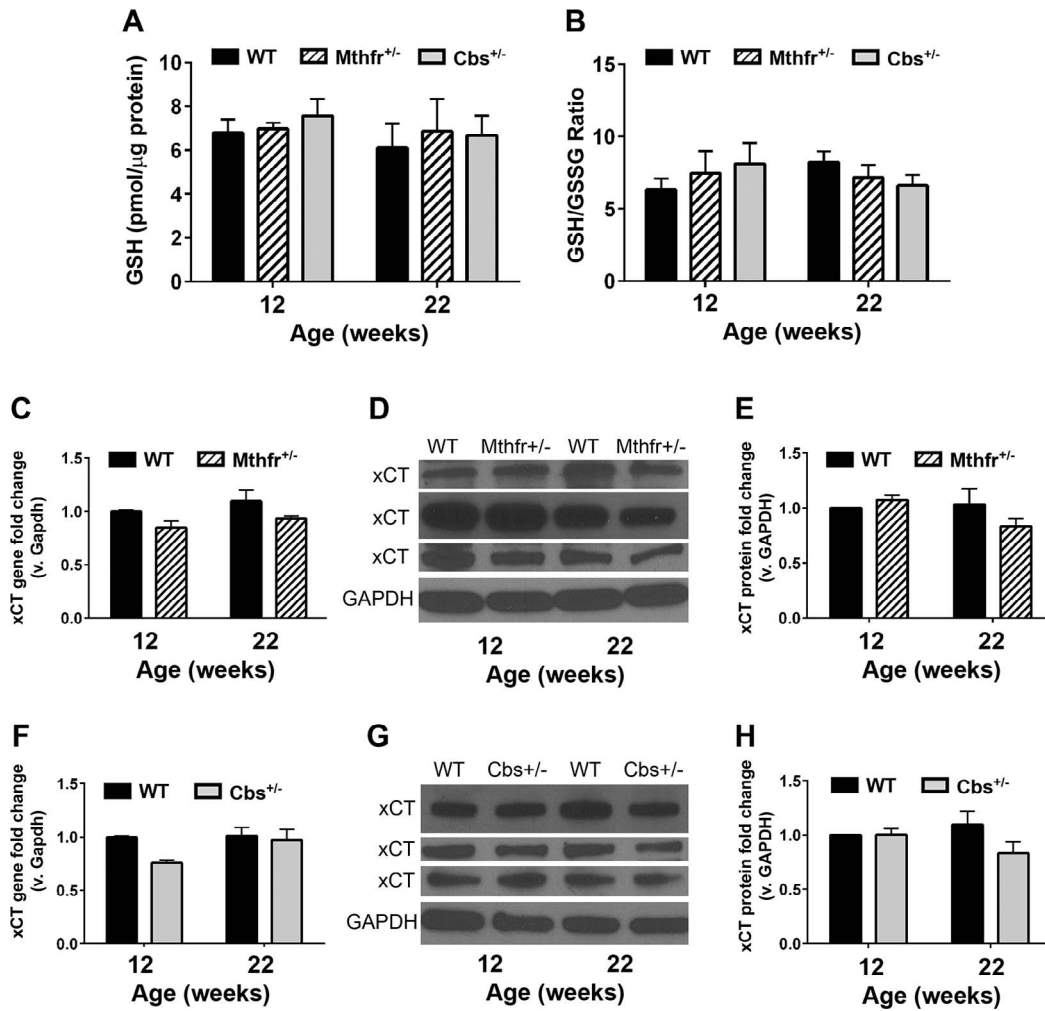 A
WT Mthfr+/- Cbs+/-
10
8
6
4
2
0
GSH (pmol/μg protein)
12 22
Age (weeks)
B
WT Mthfr+/- Cbs+/-
15
10
5
0
GSH/GSSG Ratio
12 22
Age (weeks)
C
WT Mthfr+/-
1.5
1.0
0.5
0.0
xCT gene fold change
(v. Gapdh)
12 22
Age (weeks)
D
WT Mthfr+/- WT Mthfr+/-
xCT
xCT
xCT
GAPDH
12 22
Age (weeks)
E
WT Mthfr+/-
1.5
1.0
0.5
0.0
xCT protein fold change
(v. GAPDH)
12 22
Age (weeks)
F
WT Cbs+/-
1.5
1.0
0.5
0.0
xCT gene fold change
(v. Gapdh)
12 22
Age (weeks)
G
WT Cbs+/- WT Cbs+/-
xCT
xCT
xCT
GAPDH
12 22
Age (weeks)
H
WT Cbs+/-
1.5
1.0
0.5
0.0
xCT protein fold change
(v. GAPDH)
12 22
Age (weeks)